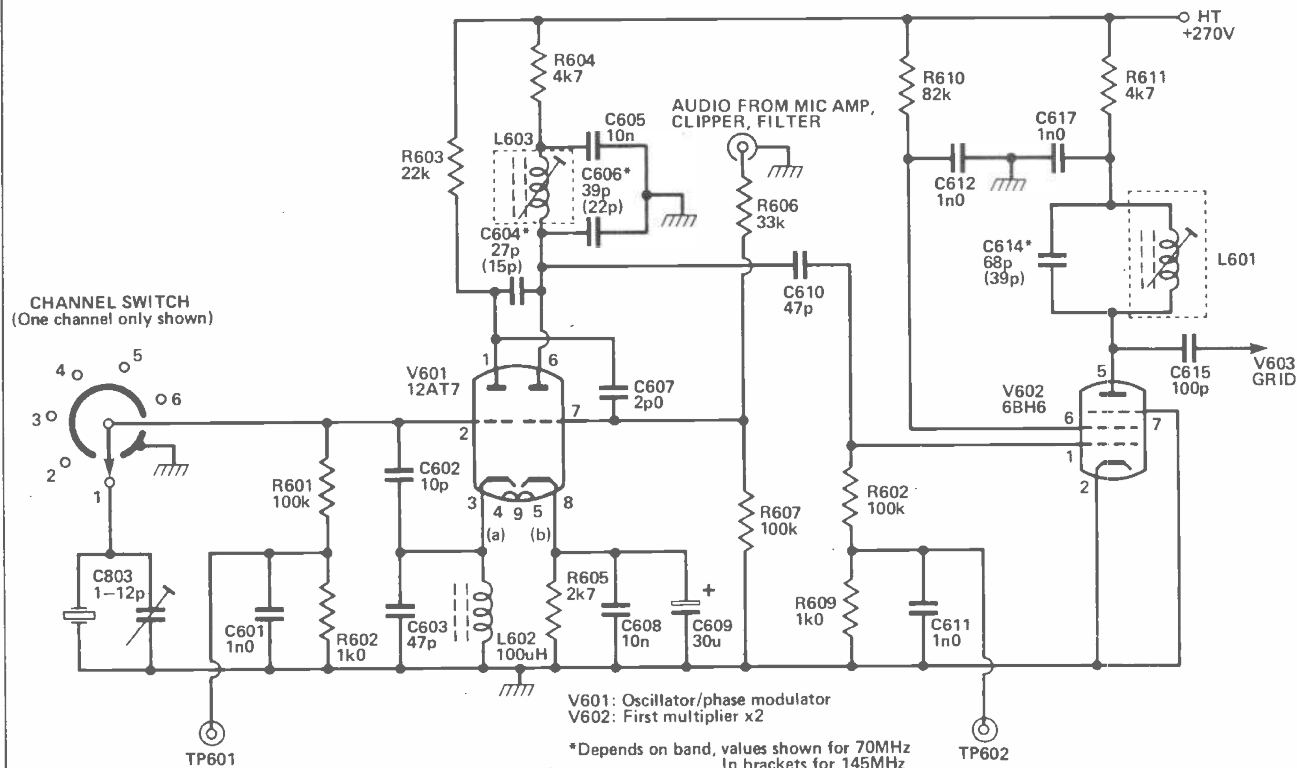 HT
+270V
R604
4k7
R610
82k
R611
4k7
AUDIO FROM MIC AMP,
CLIPPER, FILTER
C605
10n
L603
C617
1n0
R603
22k
C606*
39p
(22p)
C612
1n0
R606
33k
C604*
27p
(15p)
C614*
68p
(39p)
L601
C610
47p
CHANNEL SWITCH
(One channel only shown)
1
6
5
V601
12AT7
C607
2p0
C615
100p
V603
GRID
V602
6BH6
4
5
3
6
2
1
2
7
6
7
1
2
C602
10p
R601
100k
3
4
9
5
8
(a)
(b)
R607
100k
R602
100k
C803
1-12p
R605
2k7
+
C601
1n0
R602
1k0
C603
47p
L602
100uH
C608
10n
C609
30u
R609
1k0
C611
1n0
V601: Oscillator/phase modulator
V602: First multiplier x2
TP601
TP602
*Depends on band, values shown for 70MHz
In brackets for 145MHz